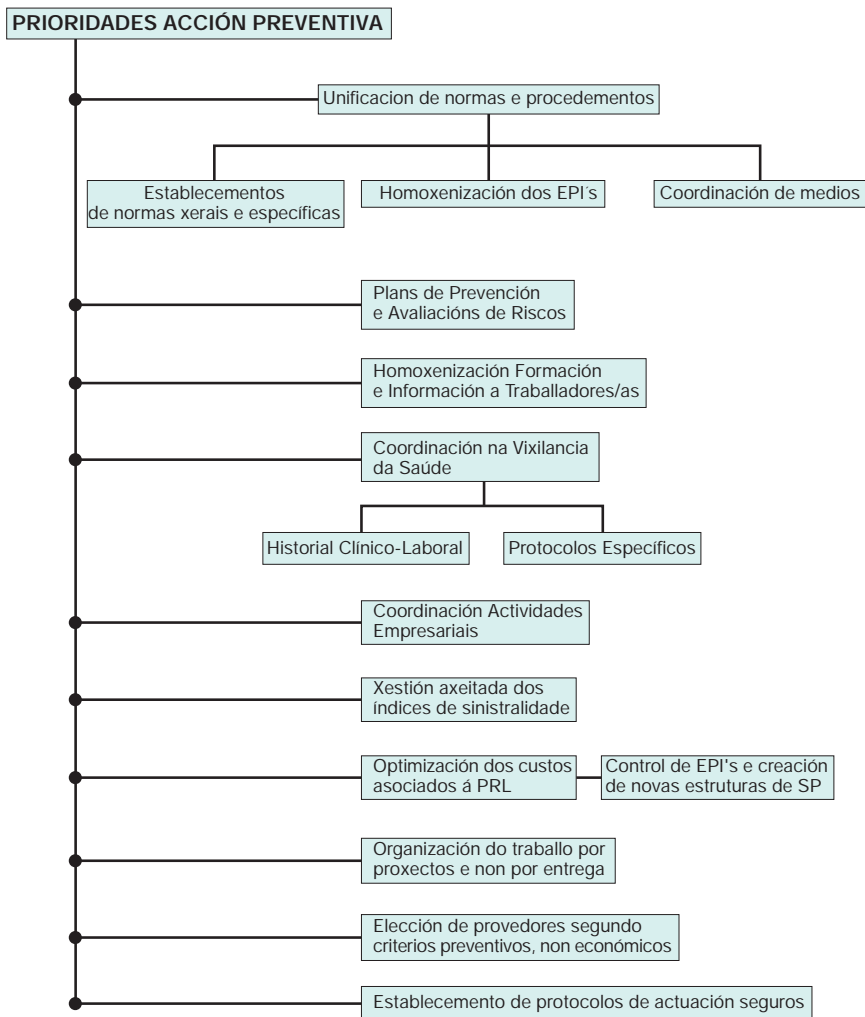 PRIORIDADES ACCIÓN PREVENTIVA
Unificacion de normas e procedementos
Establecementos
de normas xerais e específicas
Homoxenización dos EPI´s
Coordinación de medios
Plans de Prevención
e Avaliacións de Riscos
Homoxenización Formación
e Información a Traballadores/as
Coordinación na Vixilancia
da Saúde
Historial Clínico-Laboral
Protocolos Específicos
Coordinación Actividades
Empresariais
Xestión axeitada dos
índices de sinistralidade
Optimización dos custos
asociados á PRL
Control de EPI's e creación
de novas estruturas de SP
Organización do traballo por
proxectos e non por entrega
Elección de provedores segundo
criterios preventivos, non económicos
Establecemento de protocolos de actuación seguros